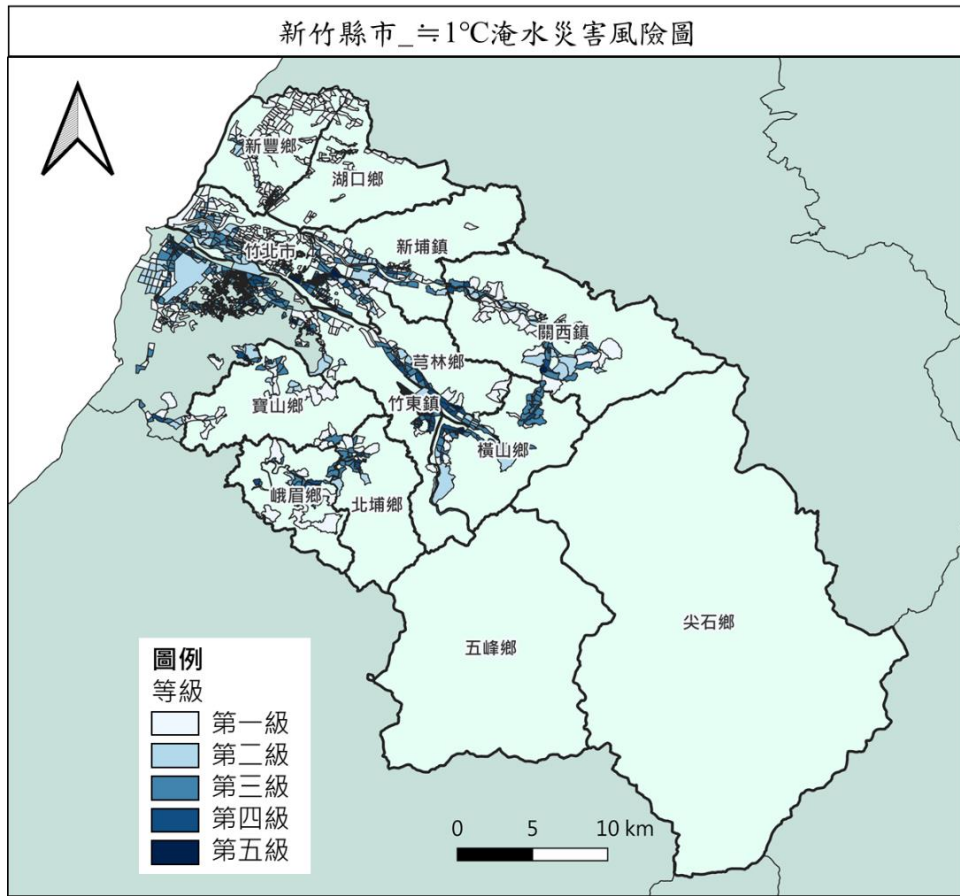 新竹縣市_≒1°C淹水災害風險圖
新豐鄉
湖口鄉
新埔鎮
竹北市
關西鎮
芎林鄉
竹東鎮
寶山鄉
橫山鄉
峨眉鄉
北埔鄉
尖石鄉
五峰鄉
圖例
等級
第一級
第二級
第三級
第四級
第五級
0 5 10 km